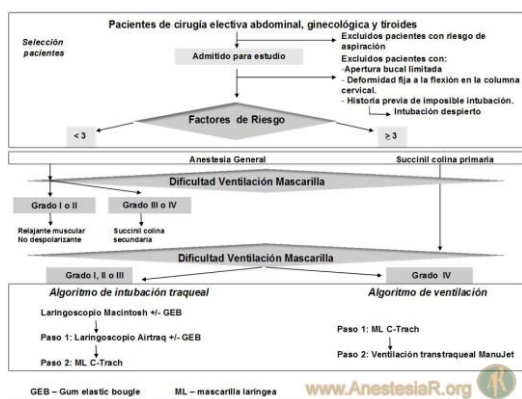 Pacientes de cirugía electiva abdominal, ginecológica y tiroides
Selección
pacientes
Excluidos pacientes con riesgo de
aspiración
Admitido para estudio
Excluidos pacientes con:
-Apertura bucal limitada
- Deformidad fija a la flexión en la columna
cervical.
- Historia previa de imposible intubación.
Intubación despierto
Factores de Riesgo
< 3
≥ 3
Anestesia General
Succinil colina primaria
Dificultad Ventilación Mascarilla
Grado I o II
Grado III o IV
Relajante muscular
No despolarizante
Succinil colina
secundaria
Dificultad Ventilación Mascarilla
Grado I, II o III
Grado IV
Algoritmo de intubación traqueal
Algoritmo de ventilación
Laringoscopio Macintosh +/- GEB
Paso 1: Laringoscopio Airtraq +/- GEB
Paso 2: ML C-Trach
Paso 1: ML C-Trach
Paso 2: Ventilación transtraqueal ManuJet
GEB – Gum elastic bougle
ML – mascarilla laringea
www.AnestesiaR.org